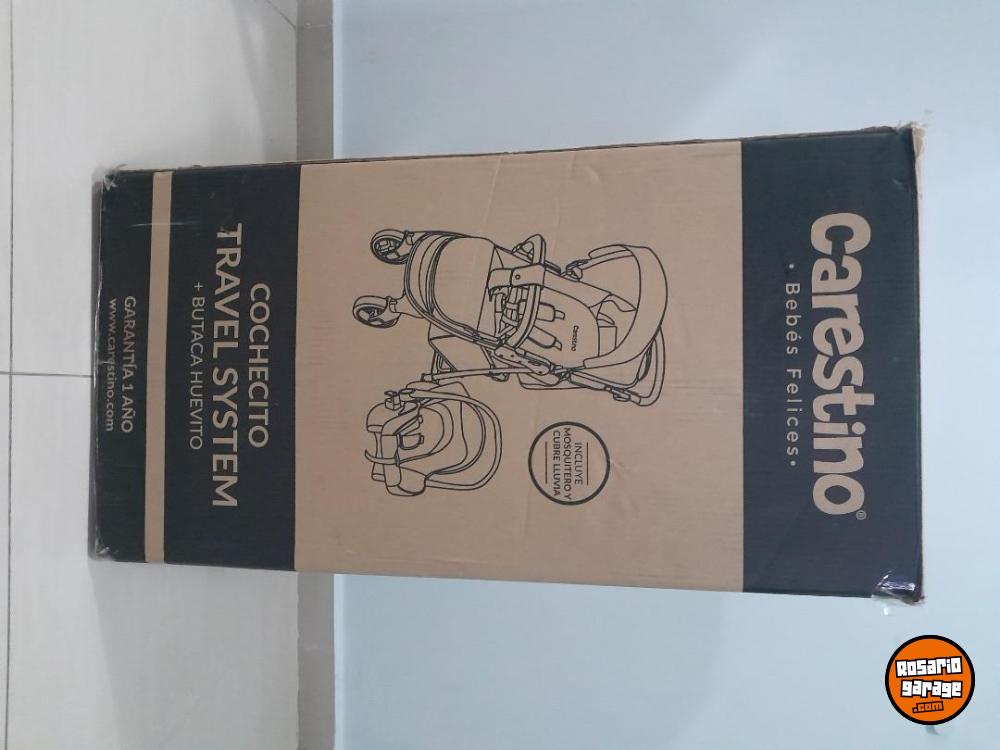 carestino®
· Bebés Felices·
INCLUYE
MOSQUITERO Y
CUBRE LLUVIA
carestino
COCHECITO
TRAVEL SYSTEM
+ BUTACA HUEVITO
GARANTÍA 1 AÑO
www.carestino.com
Rosario
garage
.com